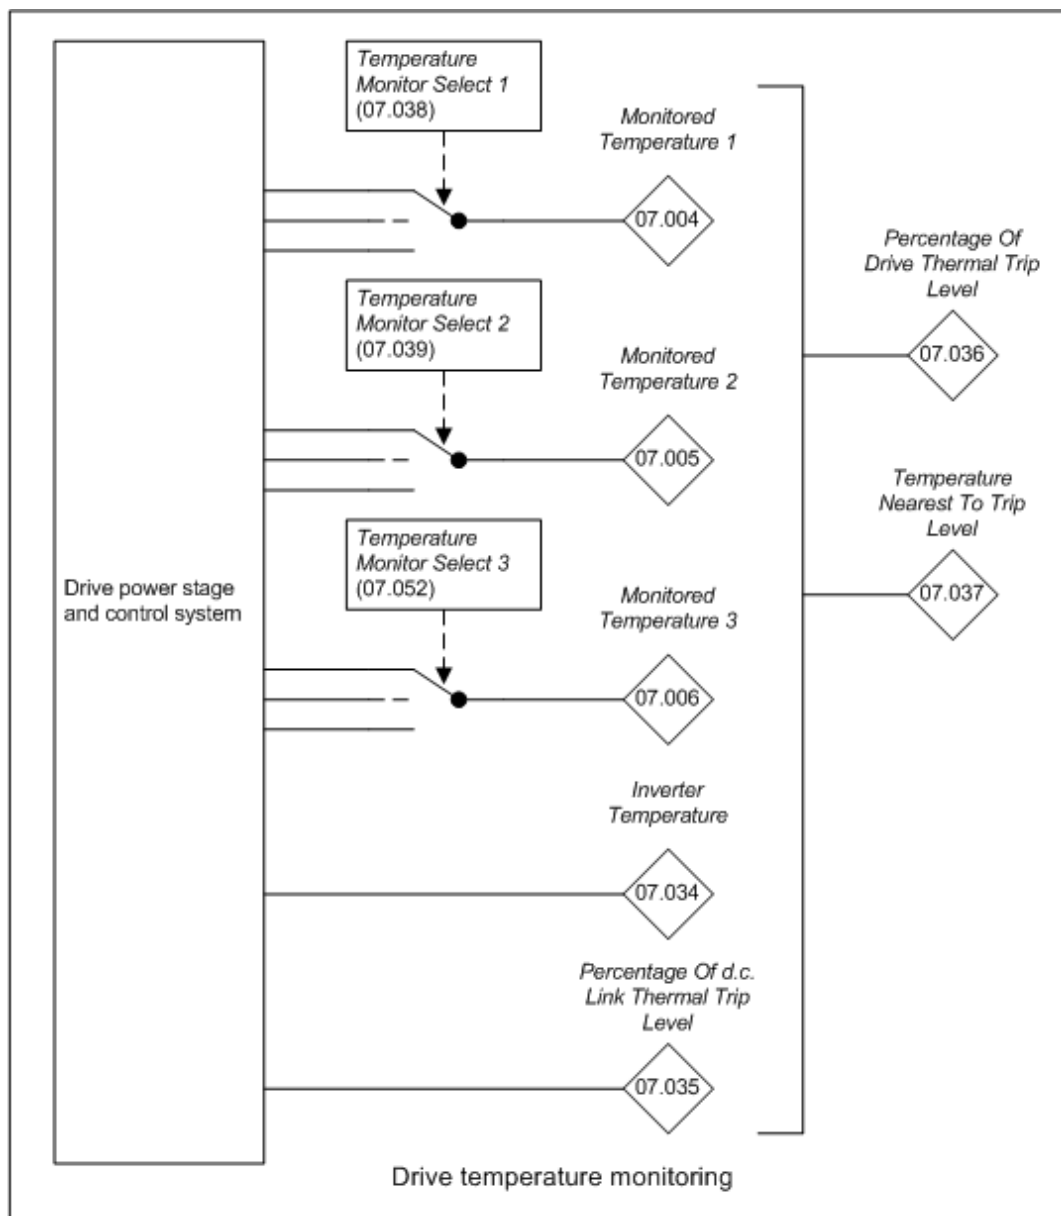 Temperature
Monitor Select 1
(07.038)
Monitored
Temperature 1
07.004
Temperature
Monitor Select 2
(07.039)
Monitored
Temperature 2
07.005
Temperature
Monitor Select 3
(07.052)
Monitored
Temperature 3
07.006
Drive power stage
and control system
Inverter
Temperature
07.034
Percentage Of d.c.
Link Thermal Trip
Level
07.035
Percentage Of
Drive Thermal Trip
Level
07.036
Temperature
Nearest To Trip
Level
07.037
Drive temperature monitoring